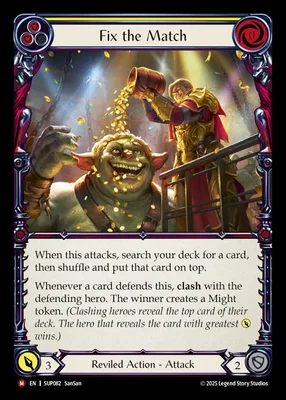 Fix the Match
When this attacks, search your deck for a card,
then shuffle and put that card on top.
Whenever a card defends this, clash with the
defending hero. The winner creates a Might
token. (Clashing heroes reveal the top card of their
deck. The hero that reveals the card with greatest
wins.)
3
Reviled Action - Attack
2
M EN SUP082 SanSan
© 2025 Legend Story Studios